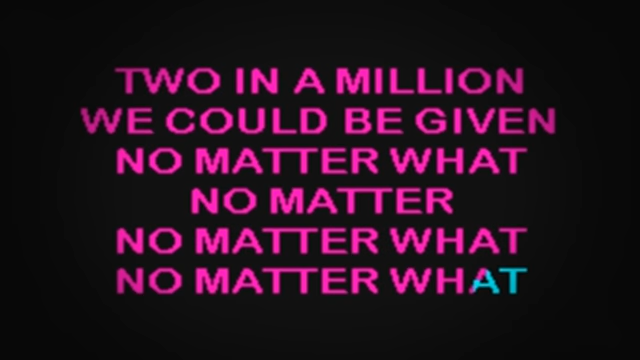 TWO IN A MILLION
WE COULD BE GIVEN
NO MATTER WHAT
NO MATTER
NO MATTER WHAT
NO MATTER WHAT